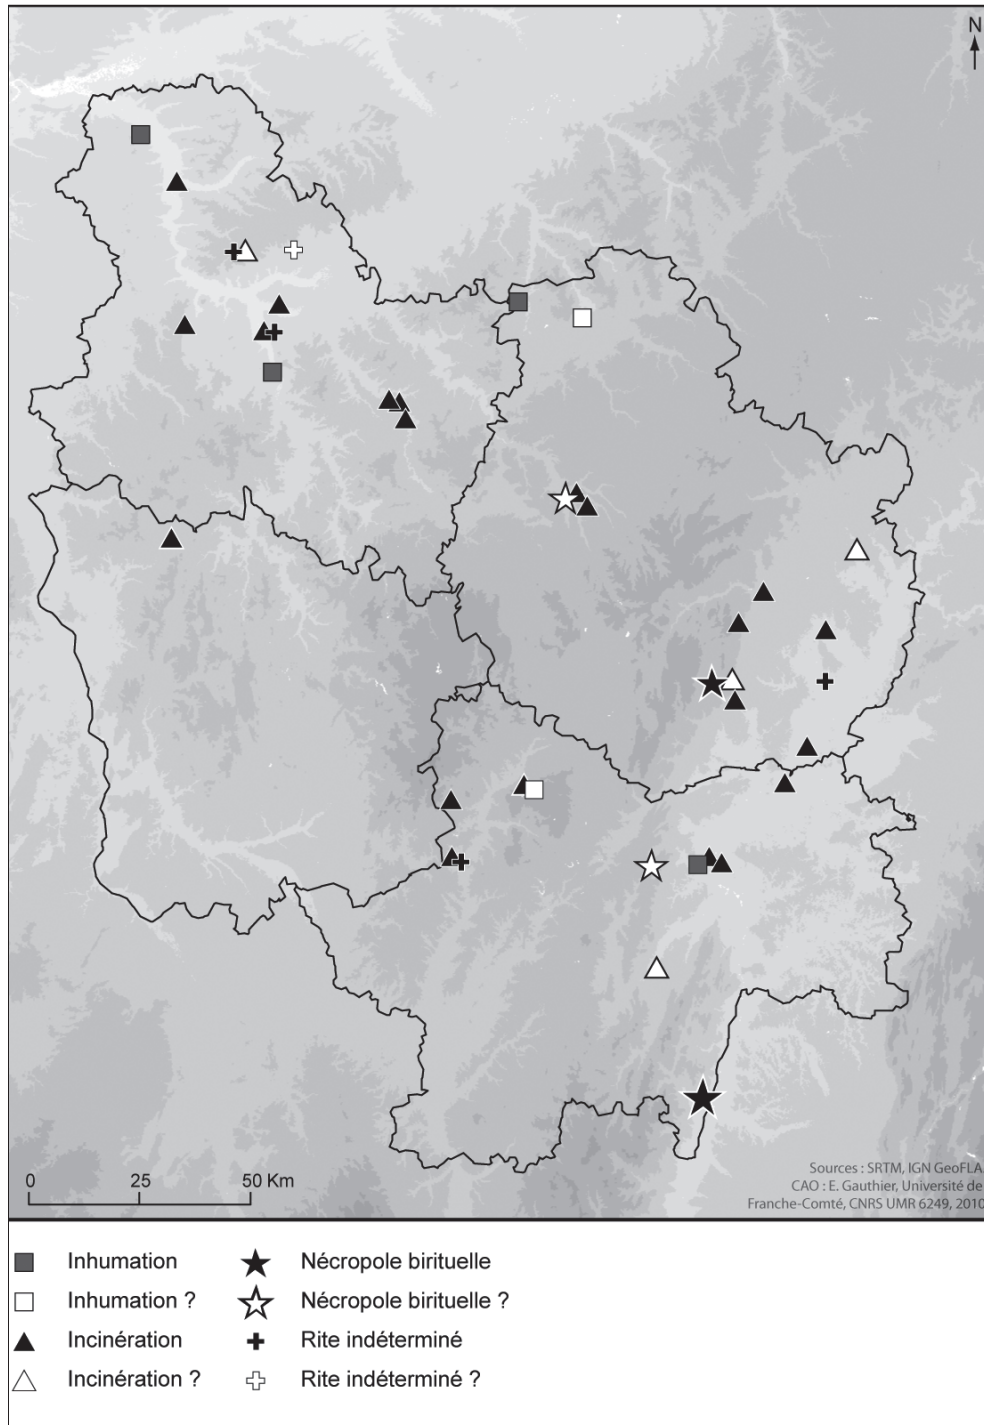 N
0 25 50 Km
Sources : SRTM, IGN GeoFLA.
CAO : E. Gauthier, Université de
Franche-Comté, CNRS UMR 6249, 2010
Inhumation
Inhumation ?
Incinération
Incinération ?
Nécropole birituelle
Nécropole birituelle ?
Rite indéterminé
Rite indéterminé ?